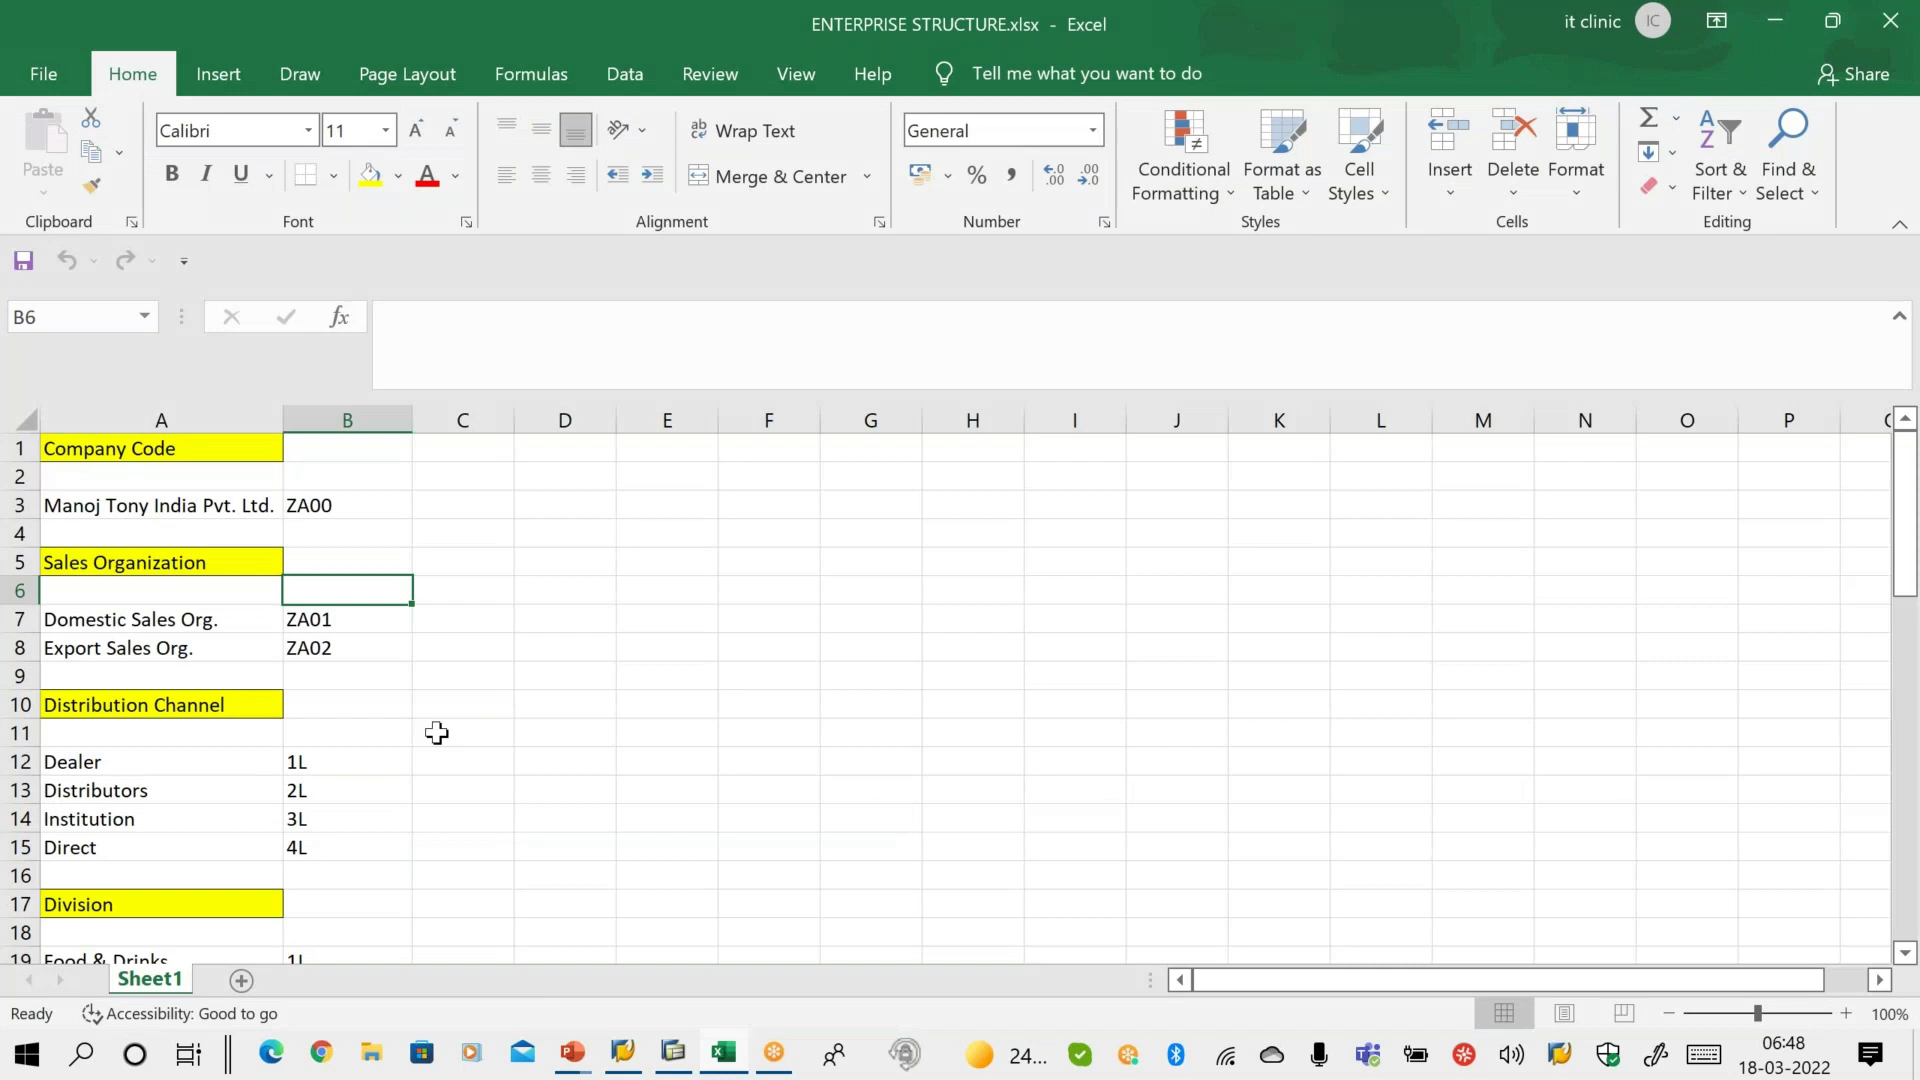 ENTERPRISE STRUCTURE.xlsx - Excel
it clinic IC
File Home Insert Draw Page Layout Formulas Data Review View Help Tell me what you want to do Share
Paste
Clipboard
Calibri 11
B I U A
Font
Wrap Text
Merge & Center
Alignment
General
% , .00
Number
Conditional Formatting
Format as Table
Cell Styles
Styles
Insert Delete Format
Cells
Sort & Filter
Find & Select
Editing
B6 fx
A B C D E F G H I J K L M N O P
1 Company Code
2
3 Manoj Tony India Pvt. Ltd. ZA00
4
5 Sales Organization
6
7 Domestic Sales Org. ZA01
8 Export Sales Org. ZA02
9
10 Distribution Channel
11
12 Dealer 1L
13 Distributors 2L
14 Institution 3L
15 Direct 4L
16
17 Division
18
19 Food & Drinks 1L
Sheet1
Ready Accessibility: Good to go 100%
24... 06:48
18-03-2022